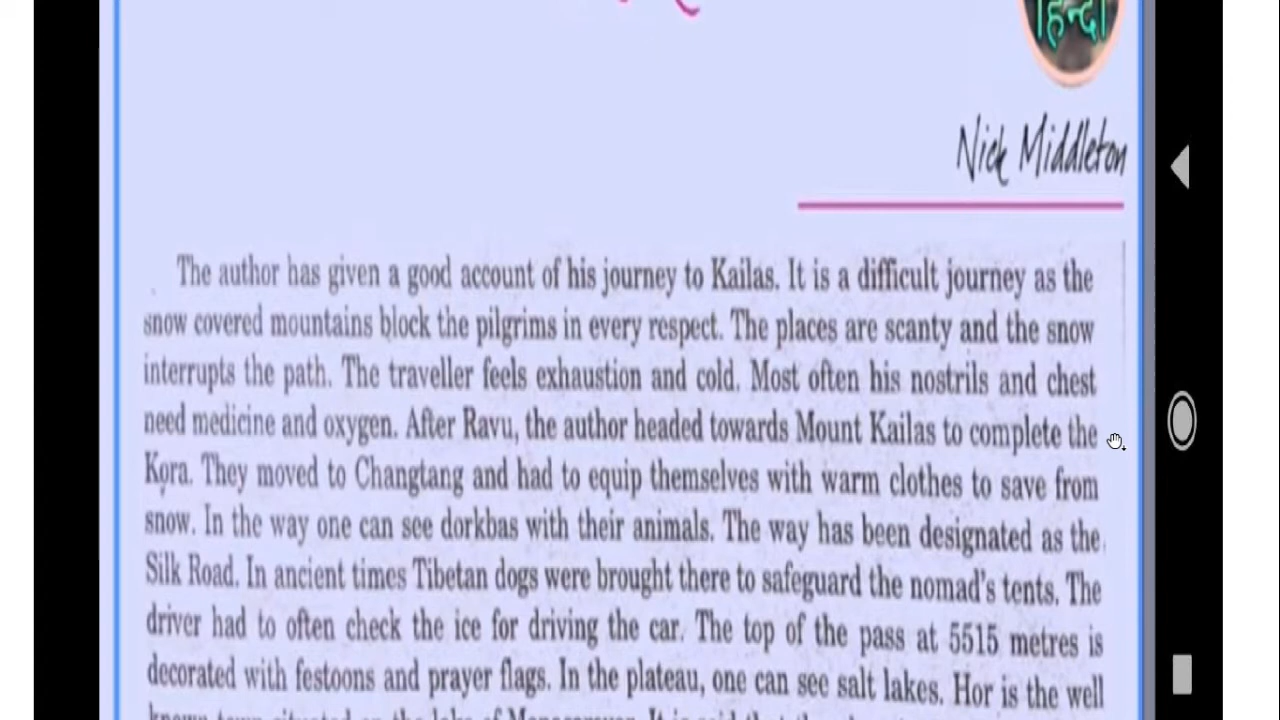 हिन्दी
Nick Middleton
The author has given a good account of his journey to Kailas. It is a difficult journey as the
snow covered mountains block the pilgrims in every respect. The places are scanty and the snow
interrupts the path. The traveller feels exhaustion and cold. Most often his nostrils and chest
need medicine and oxygen. After Ravu, the author headed towards Mount Kailas to complete the
Kora. They moved to Changtang and had to equip themselves with warm clothes to save from
snow. In the way one can see dorkbas with their animals. The way has been designated as the
Silk Road. In ancient times Tibetan dogs were brought there to safeguard the nomad's tents. The
driver had to often check the ice for driving the car. The top of the pass at 5515 metres is
decorated with festoons and prayer flags. In the plateau, one can see salt lakes. Hor is the well